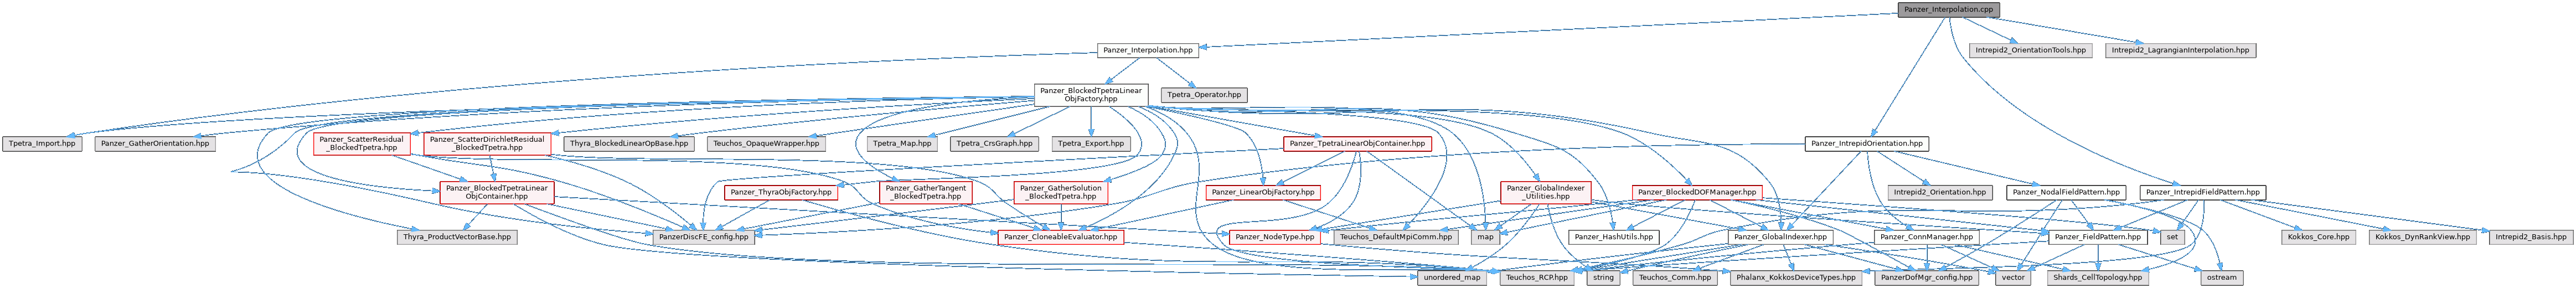 Panzer_Interpolation.cpp
Panzer_Interpolation.hpp
Intrepid2_OrientationTools.hpp
Intrepid2_LagrangianInterpolation.hpp
Panzer_BlockedTpetraLinear
ObjFactory.hpp
Tpetra_Operator.hpp
Tpetra_Import.hpp
Panzer_GatherOrientation.hpp
Panzer_ScatterResidual
_BlockedTpetra.hpp
Panzer_ScatterDirichletResidual
_BlockedTpetra.hpp
Thyra_BlockedLinearOpBase.hpp
Teuchos_OpaqueWrapper.hpp
Tpetra_Map.hpp
Tpetra_CrsGraph.hpp
Tpetra_Export.hpp
Panzer_TpetraLinearObjContainer.hpp
Panzer_IntrepidOrientation.hpp
Panzer_BlockedTpetraLinear
ObjContainer.hpp
Panzer_ThyraObjFactory.hpp
Panzer_GatherTangent
_BlockedTpetra.hpp
Panzer_GatherSolution
_BlockedTpetra.hpp
Panzer_LinearObjFactory.hpp
Panzer_GlobalIndexer
_Utilities.hpp
Panzer_BlockedDOFManager.hpp
Intrepid2_Orientation.hpp
Panzer_NodalFieldPattern.hpp
Panzer_IntrepidFieldPattern.hpp
Thyra_ProductVectorBase.hpp
PanzerDiscFE_config.hpp
Panzer_CloneableEvaluator.hpp
Panzer_NodeType.hpp
Teuchos_DefaultMpiComm.hpp
map
Panzer_HashUtils.hpp
Panzer_GlobalIndexer.hpp
Panzer_ConnManager.hpp
Panzer_FieldPattern.hpp
set
Kokkos_Core.hpp
Kokkos_DynRankView.hpp
Intrepid2_Basis.hpp
unordered_map
Teuchos_RCP.hpp
string
Teuchos_Comm.hpp
Phalanx_KokkosDeviceTypes.hpp
PanzerDofMgr_config.hpp
vector
Shards_CellTopology.hpp
ostream